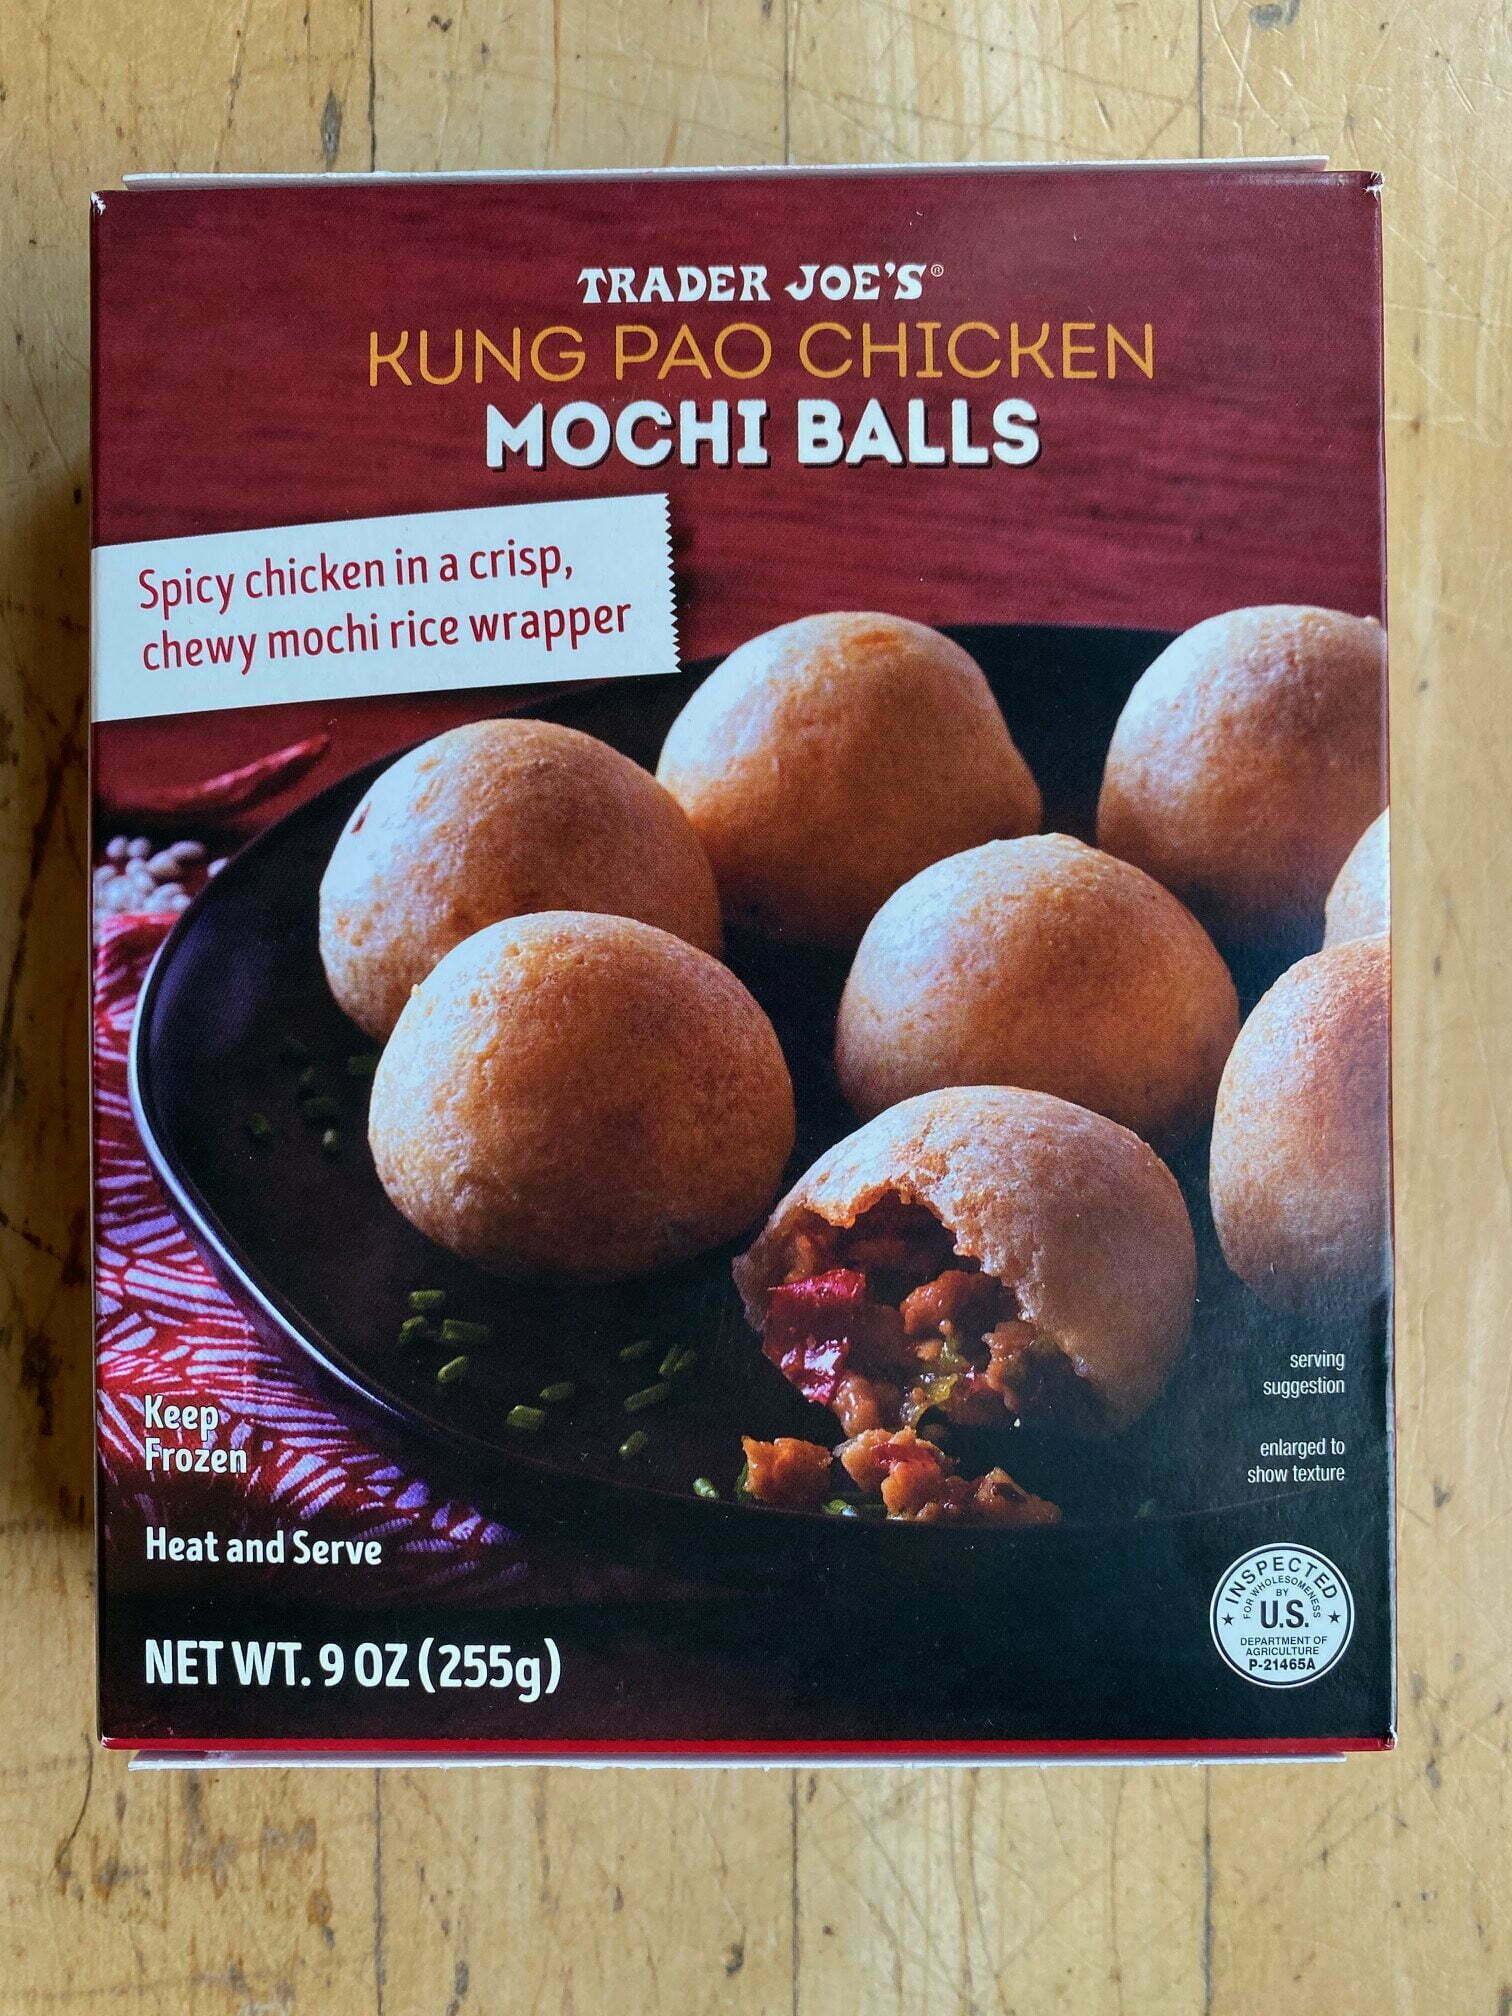 TRADER JOE'S®
KUNG PAO CHICKEN
MOCHI BALLS
Spicy chicken in a crisp,
chewy mochi rice wrapper
serving
suggestion
enlarged to
show texture
Keep
Frozen
Heat and Serve
NET WT. 9 OZ (255g)
INSPECTED
FOR WHOLESOMENESS
BY
U.S.
DEPARTMENT OF
AGRICULTURE
P-21465A